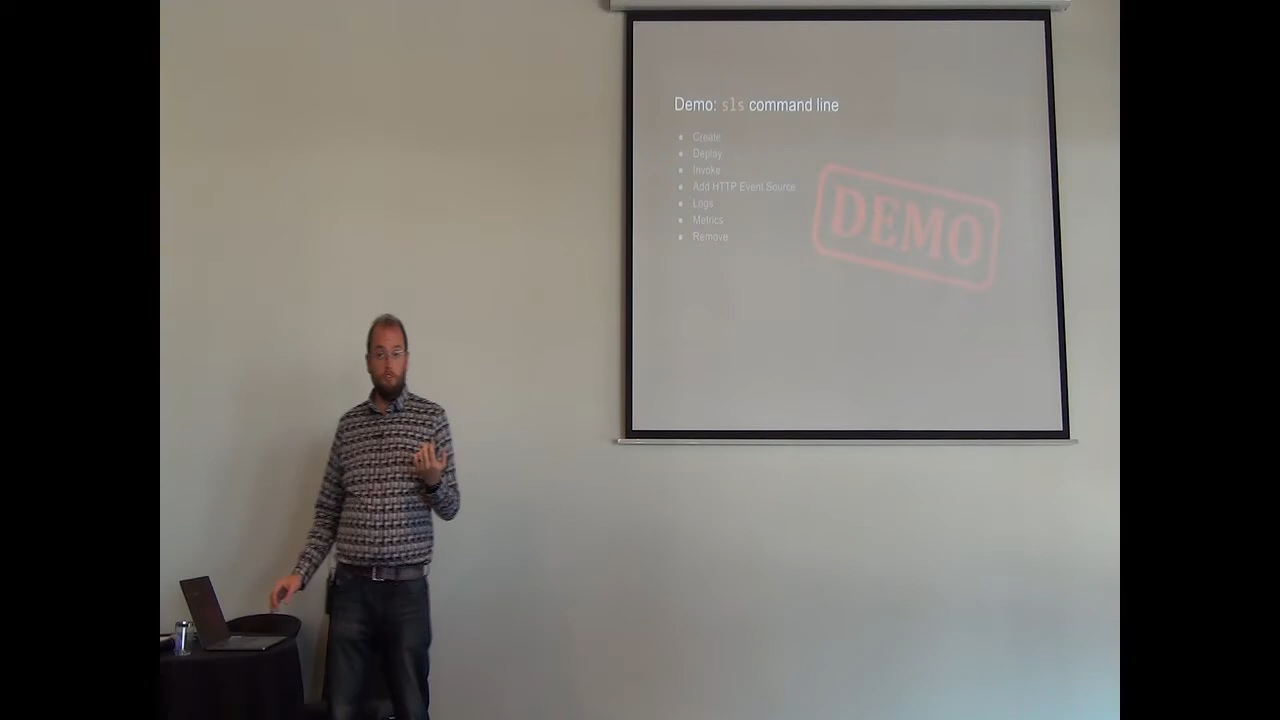 Demo: sls command line
Create
Deploy
Invoke
Add HTTP Event Source
Logs
Metrics
Remove
DEMO